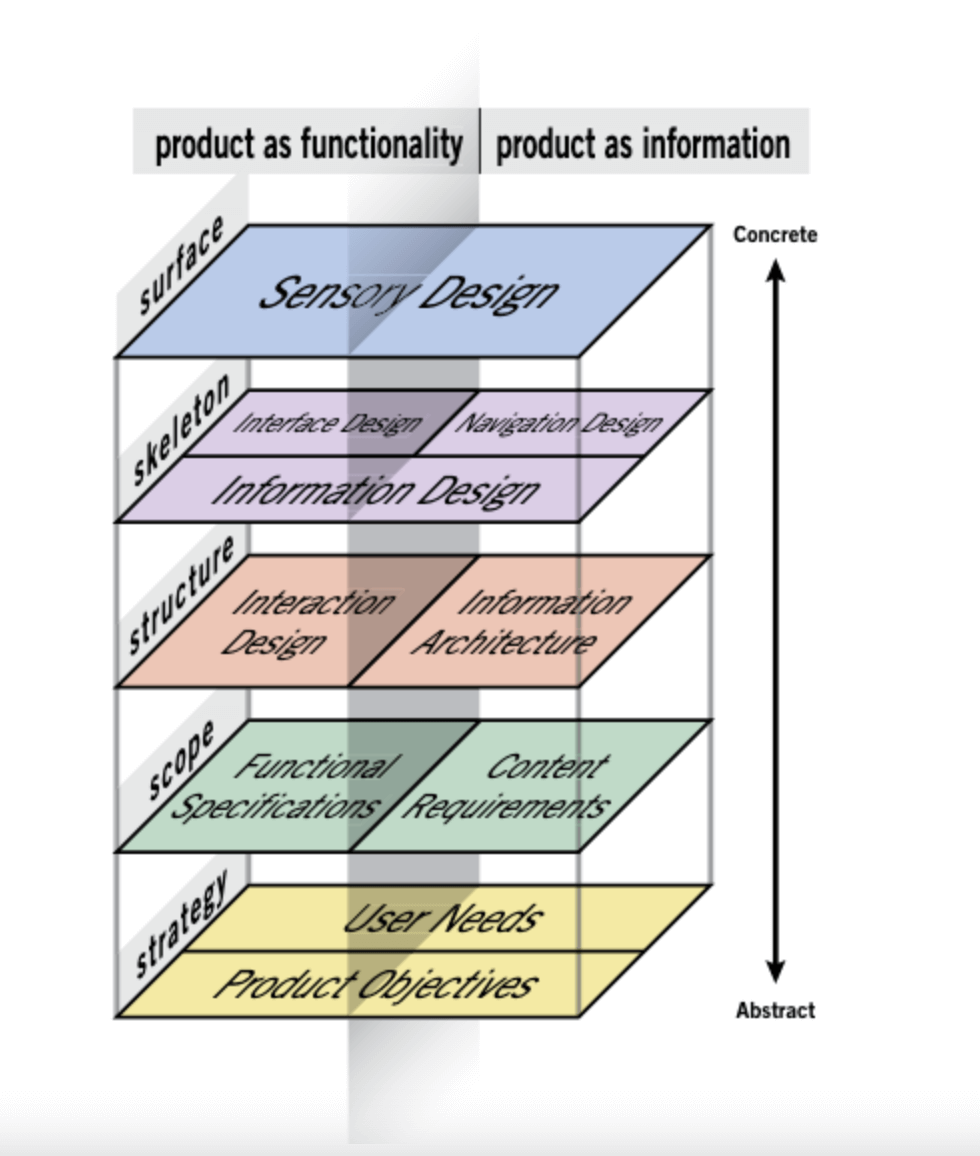 product as functionality
product as information
surface
Concrete
Sensory Design
skeleton
Interface Design
Navigation Design
Information Design
structure
Interaction
Design
Information
Architecture
scope
Functional
Specifications
Content
Requirements
strategy
User Needs
Product Objectives
Abstract